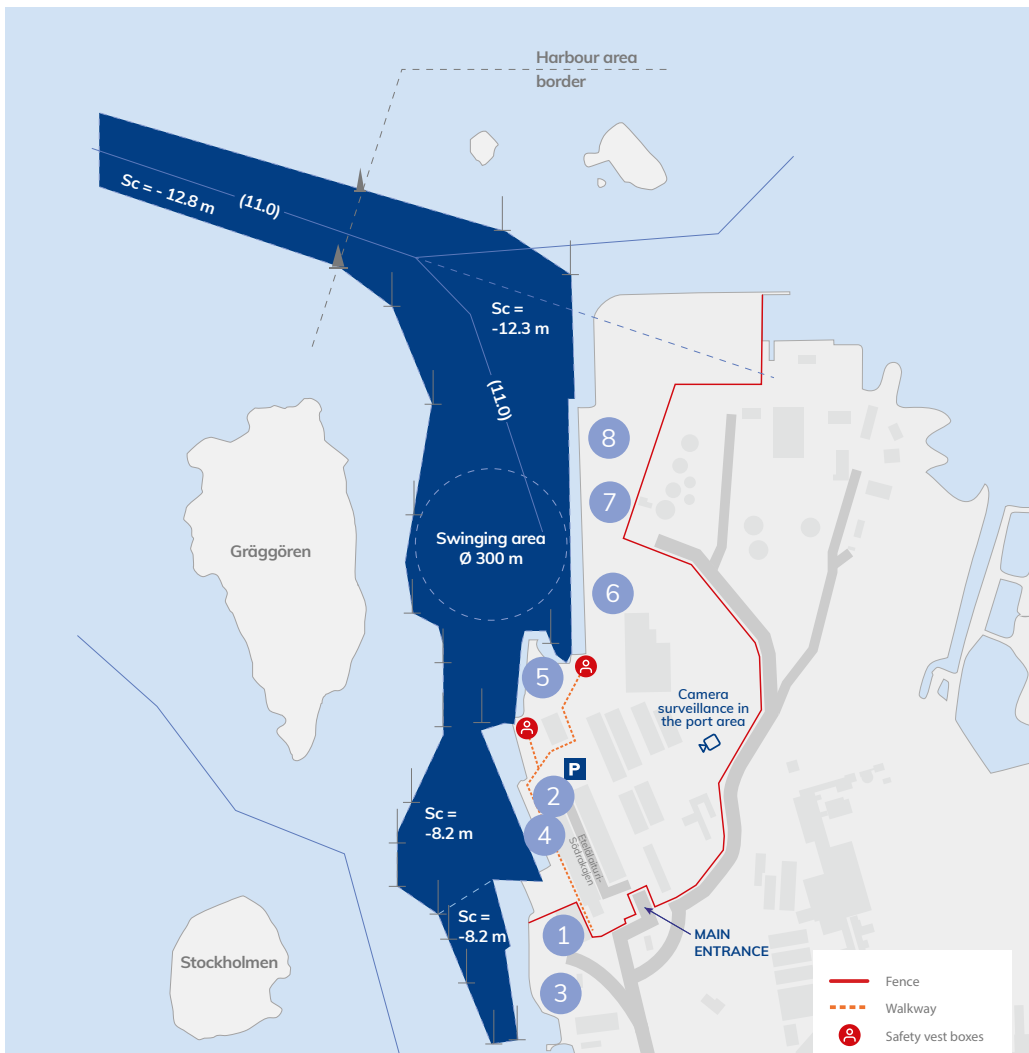 Harbour area
border
Sc = - 12.8 m
(11.0)
Sc =
-12.3 m
(11.0)
8
7
Swinging area
Ø 300 m
Gräggören
6
5
Camera
surveillance in
the port area
P
2
Sc =
-8.2 m
4
Eteläläituri-
Södrakajen
Sc =
-8.2 m
1
MAIN
ENTRANCE
Stockholmen
3
Fence
Walkway
Safety vest boxes